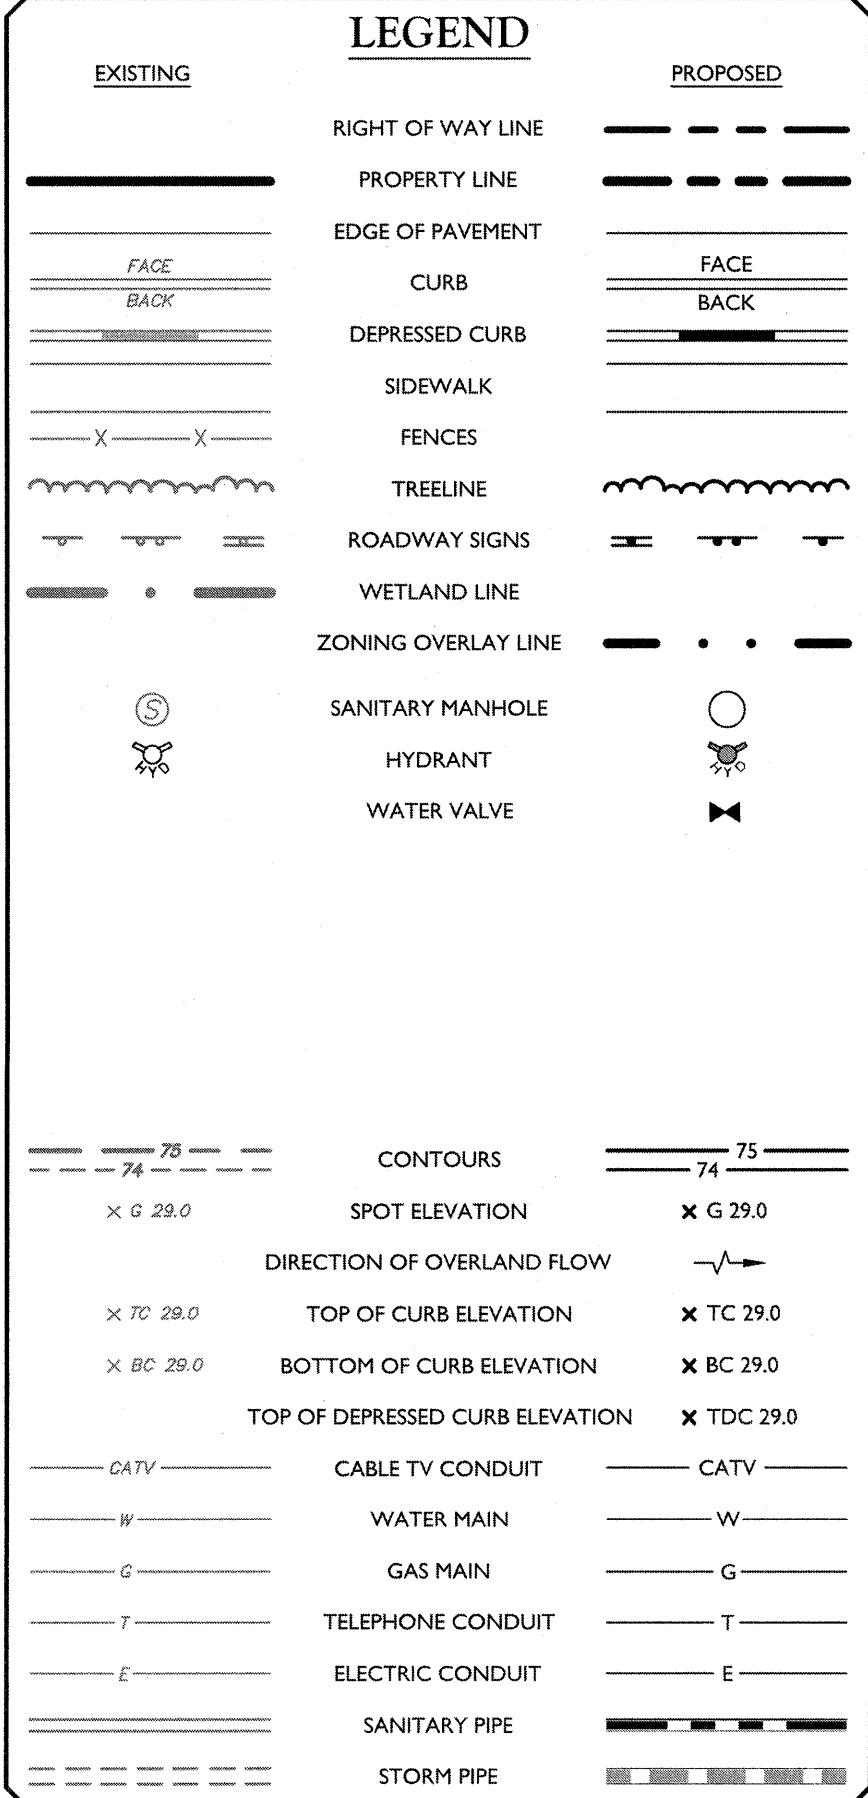 LEGEND
EXISTING PROPOSED
RIGHT OF WAY LINE
PROPERTY LINE
EDGE OF PAVEMENT
FACE FACE
CURB
BACK BACK
DEPRESSED CURB
SIDEWALK
X X FENCES
TREELINE
ROADWAY SIGNS
WETLAND LINE
ZONING OVERLAY LINE
S SANITARY MANHOLE
HYD HYDRANT HYD
WATER VALVE
75 75
CONTOURS
74 74
× G 29.0 SPOT ELEVATION × G 29.0
DIRECTION OF OVERLAND FLOW
× TC 29.0 TOP OF CURB ELEVATION × TC 29.0
× BC 29.0 BOTTOM OF CURB ELEVATION × BC 29.0
TOP OF DEPRESSED CURB ELEVATION × TDC 29.0
CATV CABLE TV CONDUIT CATV
W WATER MAIN W
G GAS MAIN G
T TELEPHONE CONDUIT T
E ELECTRIC CONDUIT E
SANITARY PIPE
STORM PIPE